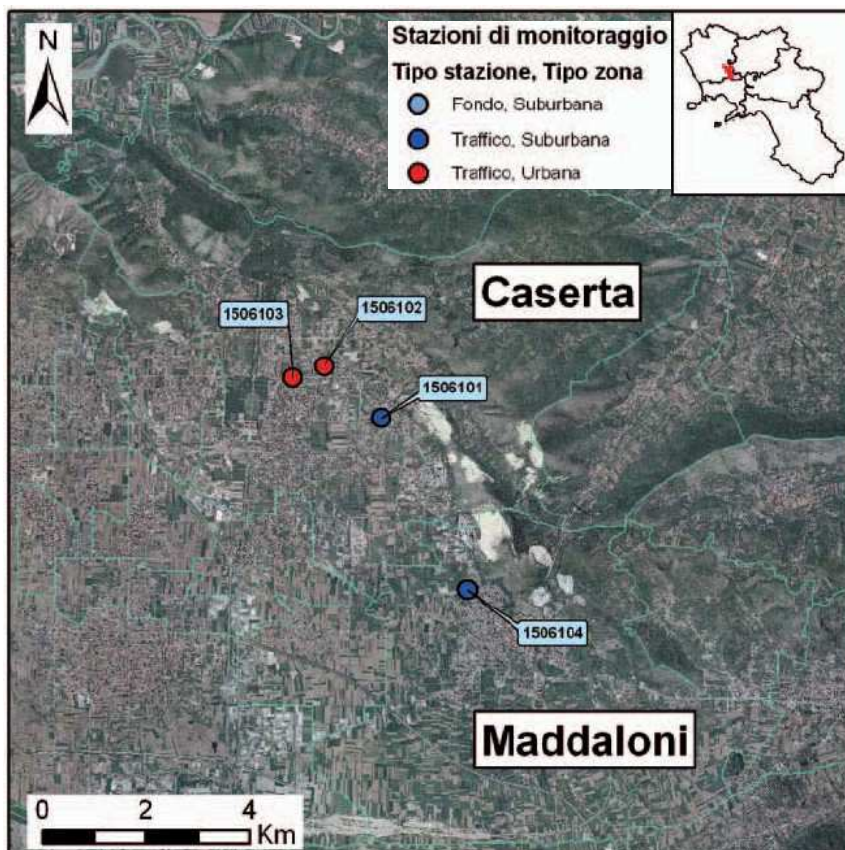 N
Stazioni di monitoraggio
Tipo stazione, Tipo zona
Fondo, Suburbana
Traffico, Suburbana
Traffico, Urbana
Caserta
1506103
1506102
1506101
1506104
Maddaloni
0 2 4
Km